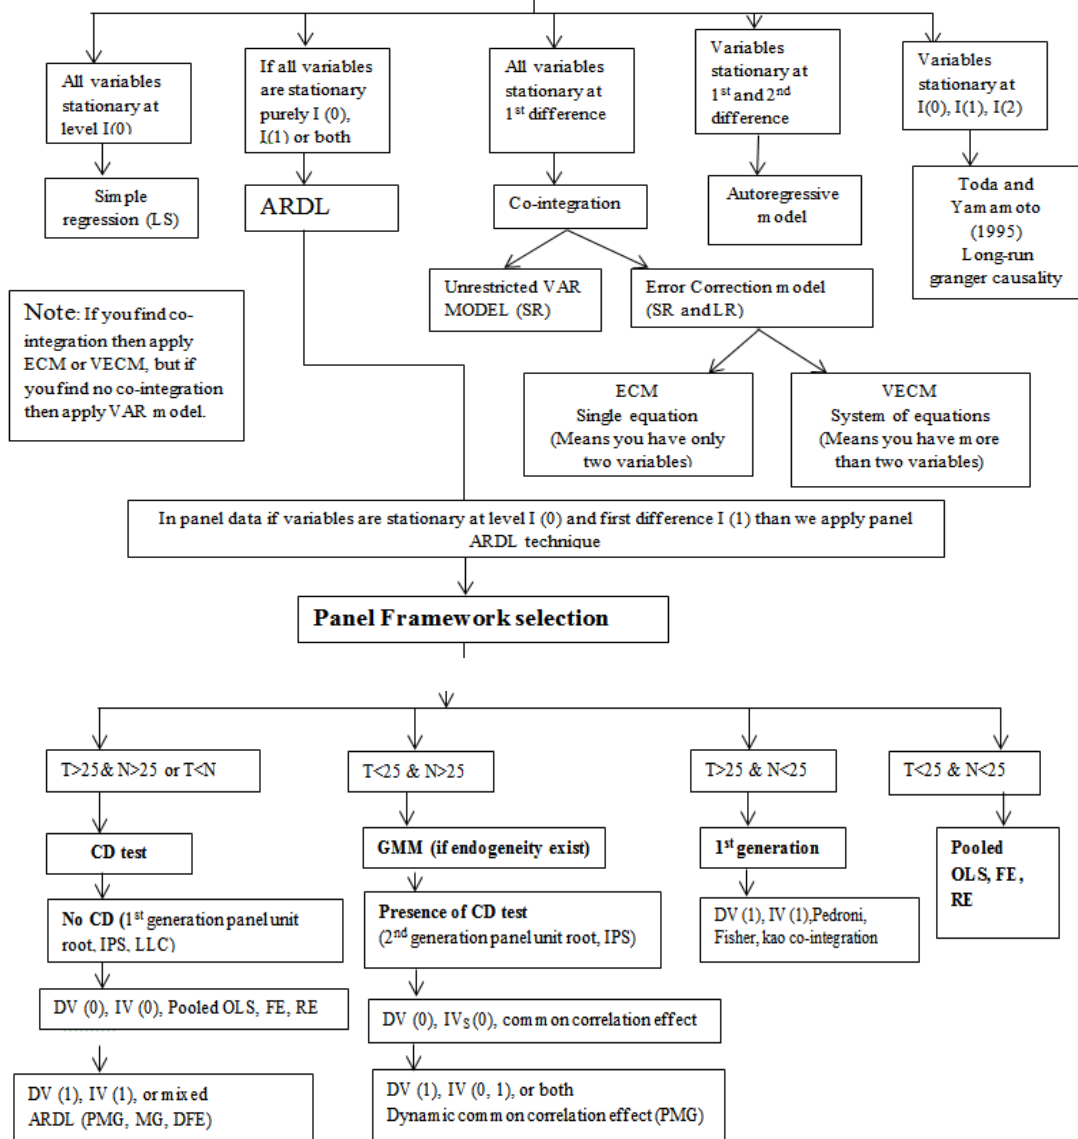 All variables
stationary at
level I(0)
If all variables
are stationary
purely I (0),
I(1) or both
All variables
stationary at
1st difference
Variables
stationary at
1st and 2nd
difference
Variables
stationary at
I(0), I(1), I(2)
Simple
regression (LS)
ARDL
Co-integration
Autoregressive
model
Toda and
Yamamoto
(1995)
Long-run
granger causality
Unrestricted VAR
MODEL (SR)
Error Correction model
(SR and LR)
Note: If you find co-
integration then apply
ECM or VECM, but if
you find no co-integration
then apply VAR model.
ECM
Single equation
(Means you have only
two variables)
VECM
System of equations
(Means you have more
than two variables)
In panel data if variables are stationary at level I (0) and first difference I (1) than we apply panel
ARDL technique
Panel Framework selection
T>25& N>25 or T<N
T<25 & N>25
T>25 & N<25
T<25 & N<25
CD test
GMM (if endogeneity exist)
1st generation
Pooled
OLS, FE,
RE
No CD (1st generation panel unit
root, IPS, LLC)
Presence of CD test
(2nd generation panel unit root, IPS)
DV (1), IV (1),Pedroni,
Fisher, kao co-integration
DV (0), IV (0), Pooled OLS, FE, RE
DV (0), IVS (0), common correlation effect
DV (1), IV (1), or mixed
ARDL (PMG, MG, DFE)
DV (1), IV (0, 1), or both
Dynamic common correlation effect (PMG)